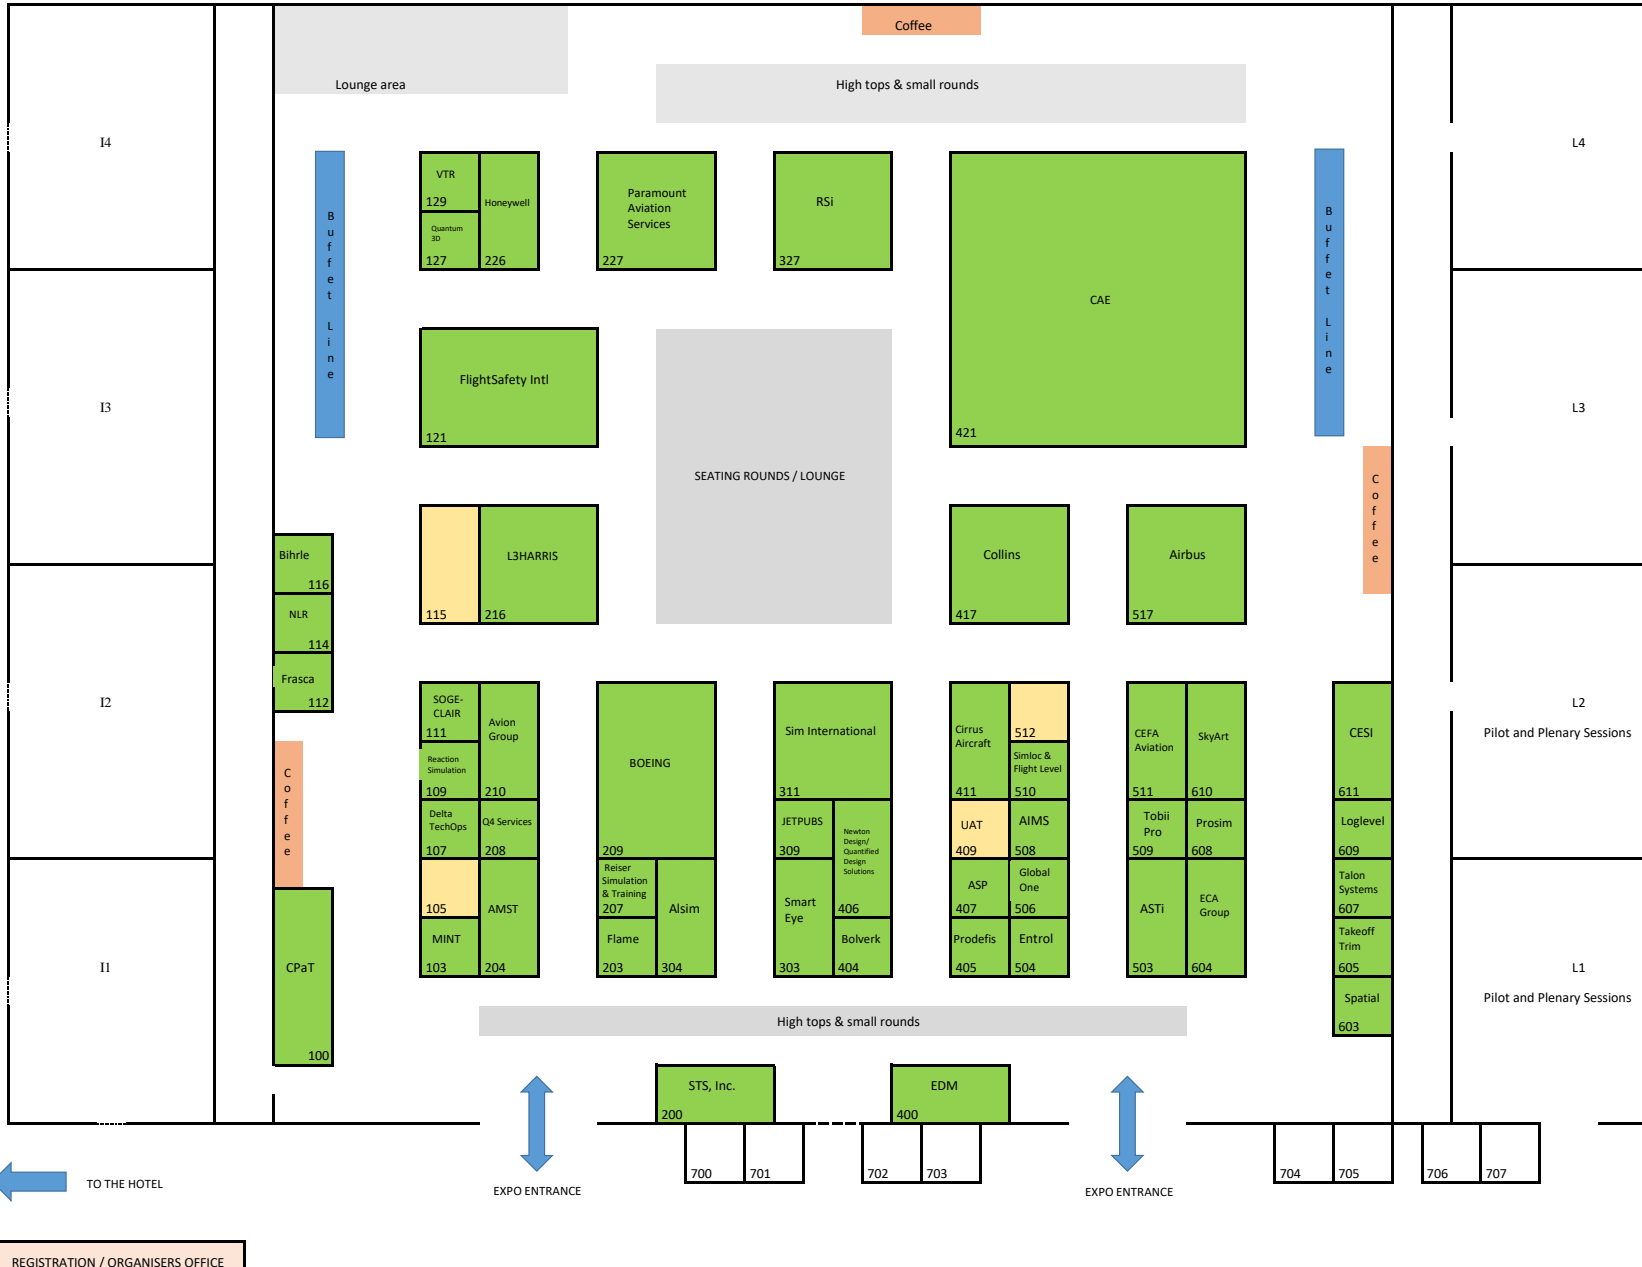 Coffee
Lounge area
High tops & small rounds
I4
L4
Buffet Line
VTR
129
Honeywell
Quantum
3D
127
226
Paramount
Aviation
Services
227
RSi
327
CAE
421
Buffet Line
FlightSafety Intl
121
I3
L3
SEATING ROUNDS / LOUNGE
Coffee
Bihrle
116
NLR
114
Frasca
112
115
L3HARRIS
216
Collins
417
Airbus
517
I2
L2
Pilot and Plenary Sessions
Coffee
SOGE-
CLAIR
111
Avion
Group
210
Reaction
Simulation
109
Delta
TechOps
107
Q4 Services
208
105
AMST
204
MINT
103
BOEING
209
Reiser
Simulation
& Training
207
Alsim
304
Flame
203
Sim International
311
JETPUBS
309
Newton
Design/
Quantified
Design
Solutions
406
Smart
Eye
303
Bolverk
404
Cirrus
Aircraft
411
512
Simloc &
Flight Level
510
UAT
409
AIMS
508
ASP
407
Global
One
506
Prodefis
405
Entrol
504
CEFA
Aviation
511
SkyArt
610
Tobii
Pro
509
Prosim
608
ASTi
503
ECA
Group
604
CESI
611
Loglevel
609
Talon
Systems
607
Takeoff
Trim
605
Spatial
603
I1
CPaT
100
L1
Pilot and Plenary Sessions
High tops & small rounds
STS, Inc.
200
EDM
400
700
701
702
703
704
705
706
707
TO THE HOTEL
EXPO ENTRANCE
EXPO ENTRANCE
REGISTRATION / ORGANISERS OFFICE